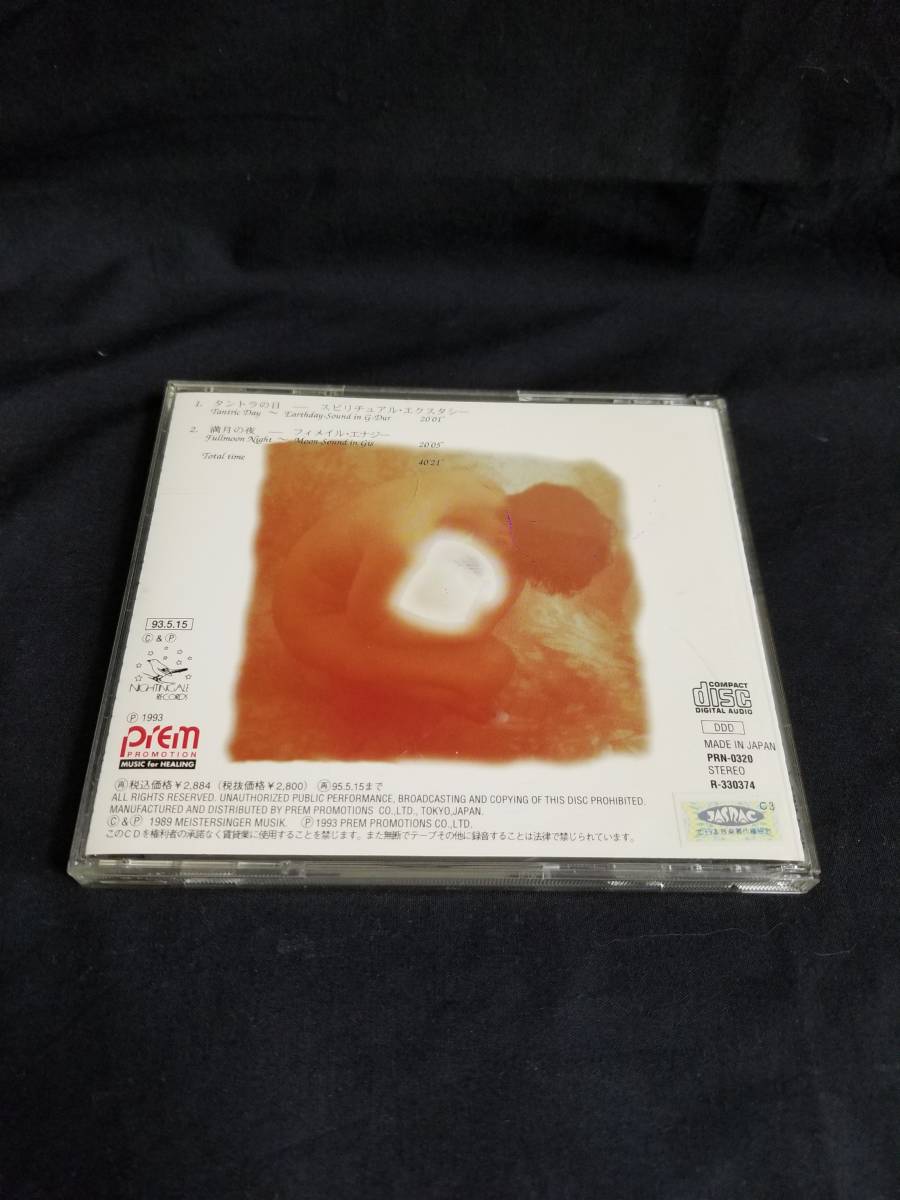 1. タントラの日 ― スピリチュアル・エクスタシー
Tantric Day ～ Earthday-Sound in G-Dur 20'01"
2. 満月の夜 ― フィメイル・エナジー
Fullmoon Night ～ Moon-Sound in Gis 20'05"
Total time 40'21"
93.5.15
Ⓒ & Ⓟ
NIGHTINGALE
RECORDS
Ⓟ 1993
prem
PROMOTION
MUSIC for HEALING
COMPACT
disc
DIGITAL AUDIO
DDD
MADE IN JAPAN
PRN-0320
STEREO
R-330374
C3
JASRAC
㊢税込価格¥2,884 (税抜価格¥2,800) ㊢95.5.15まで
ALL RIGHTS RESERVED. UNAUTHORIZED PUBLIC PERFORMANCE, BROADCASTING AND COPYING OF THIS DISC PROHIBITED.
MANUFACTURED AND DISTRIBUTED BY PREM PROMOTIONS CO.,LTD., TOKYO,JAPAN.
Ⓒ & Ⓟ 1989 MEISTERSINGER MUSIK. Ⓟ 1993 PREM PROMOTIONS CO.,LTD.
このCDを権利者の承諾なく賃貸業に使用することを禁じます。また無断でテープその他に録音することは法律で禁じられています。